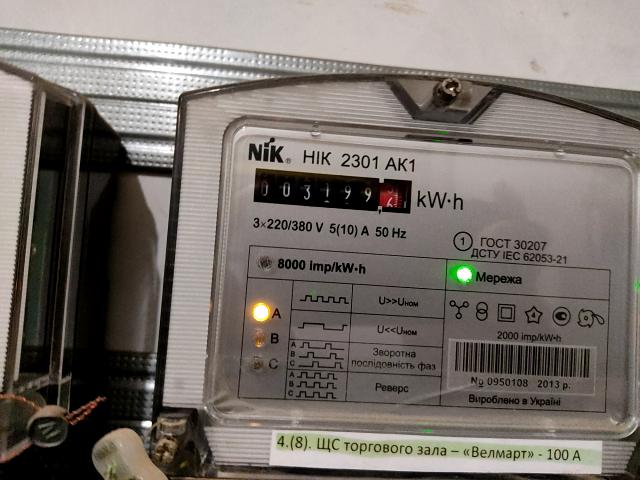 NiK® НІК 2301 АК1
003199,2 kW·h
3×220/380 V 5(10) A 50 Hz
1 ГОСТ 30207
ДСТУ IEC 62053-21
8000 imp/kW·h
Мережа
A
B
C
U>>Uном
U<<Uном
A
B
C
Зворотна
послідовність фаз
A
B
C
Реверс
2000 imp/kW·h
№ 0950108 2013 р.
Вироблено в Україні
4.(8). ЩС торгового зала – «Велмарт» - 100 А